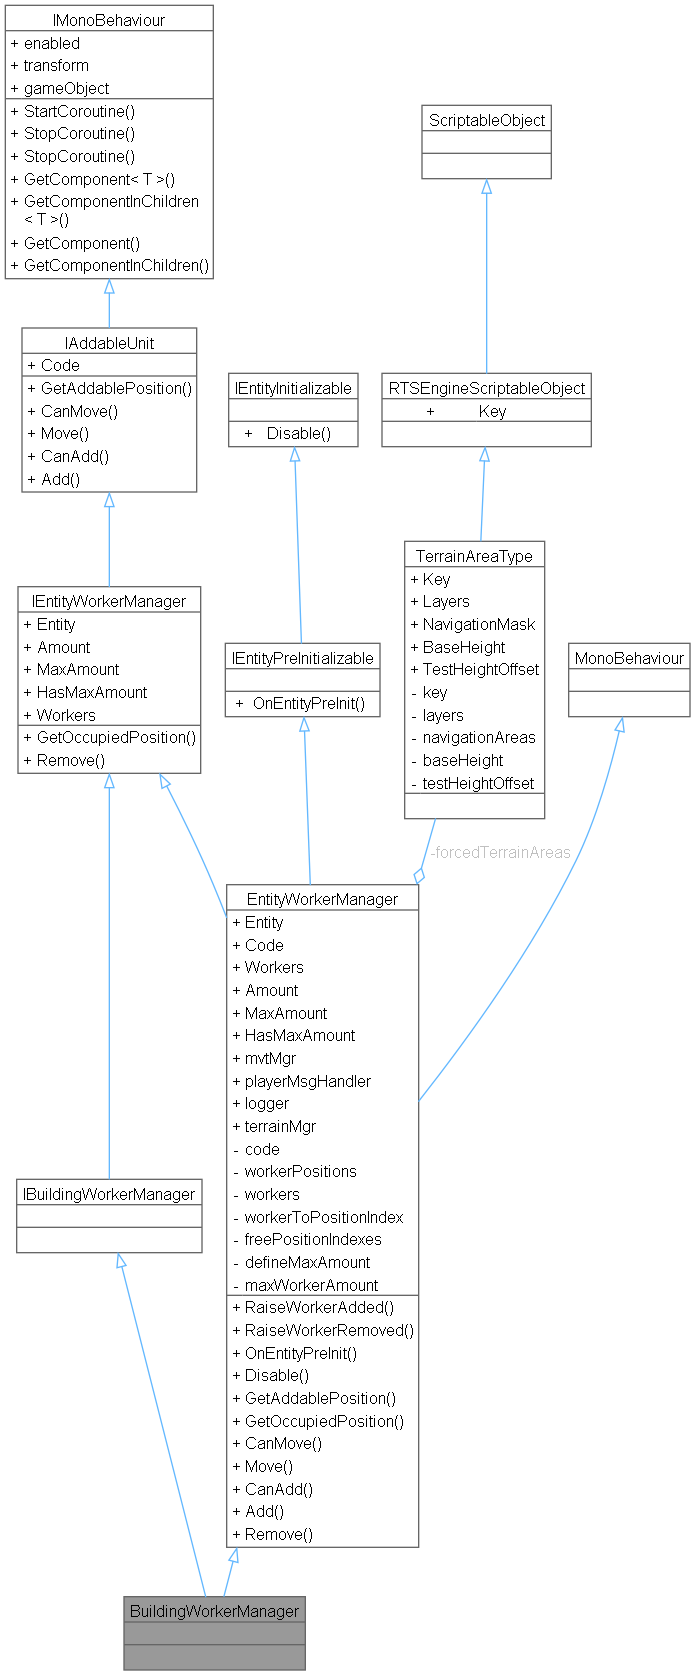 IMonoBehaviour
+ enabled
+ transform
+ gameObject
+ StartCoroutine()
+ StopCoroutine()
+ StopCoroutine()
+ GetComponent< T >()
+ GetComponentInChildren
< T >()
+ GetComponent()
+ GetComponentInChildren()
ScriptableObject
IAddableUnit
+ Code
+ GetAddablePosition()
+ CanMove()
+ Move()
+ CanAdd()
+ Add()
IEntityInitializable
+ Disable()
RTSEngineScriptableObject
+ Key
TerrainAreaType
+ Key
+ Layers
+ NavigationMask
+ BaseHeight
+ TestHeightOffset
- key
- layers
- navigationAreas
- baseHeight
- testHeightOffset
IEntityWorkerManager
+ Entity
+ Amount
+ MaxAmount
+ HasMaxAmount
+ Workers
+ GetOccupiedPosition()
+ Remove()
IEntityPreInitializable
+ OnEntityPreInit()
MonoBehaviour
-forcedTerrainAreas
EntityWorkerManager
+ Entity
+ Code
+ Workers
+ Amount
+ MaxAmount
+ HasMaxAmount
+ mvtMgr
+ playerMsgHandler
+ logger
+ terrainMgr
- code
- workerPositions
- workers
- workerToPositionIndex
- freePositionIndexes
- defineMaxAmount
- maxWorkerAmount
+ RaiseWorkerAdded()
+ RaiseWorkerRemoved()
+ OnEntityPreInit()
+ Disable()
+ GetAddablePosition()
+ GetOccupiedPosition()
+ CanMove()
+ Move()
+ CanAdd()
+ Add()
+ Remove()
IBuildingWorkerManager
BuildingWorkerManager